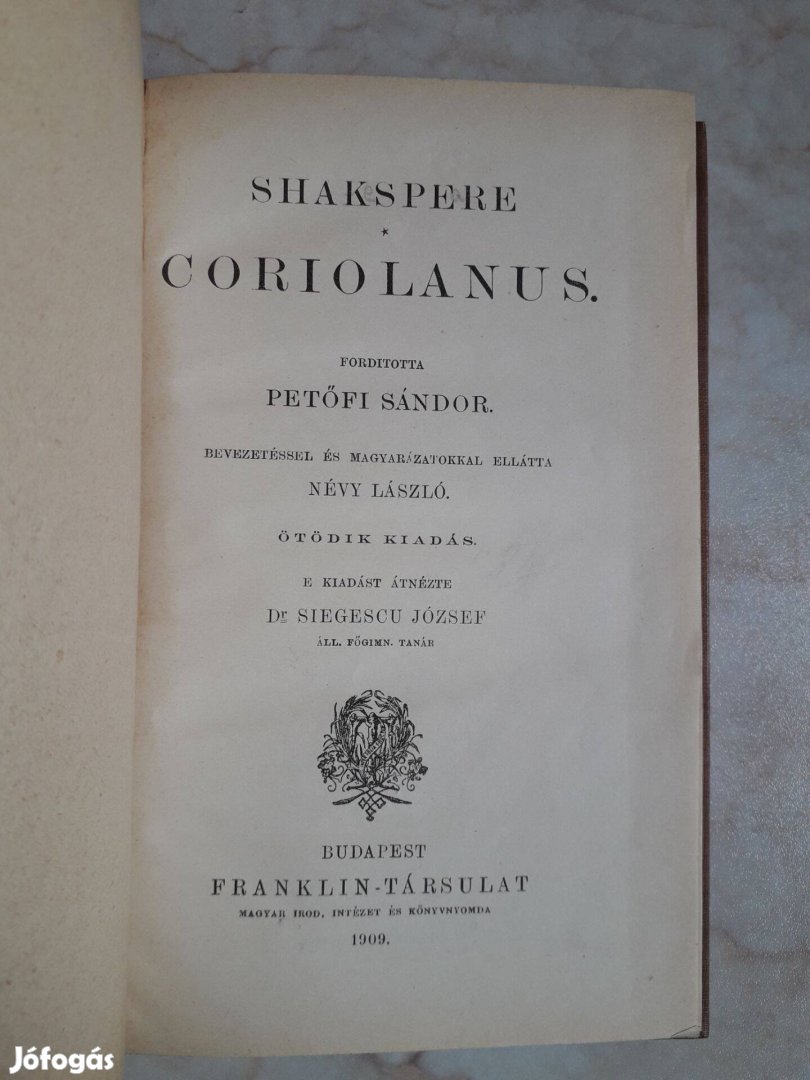 SHAKSPERE
*
CORIOLANUS.
FORDITOTTA
PETŐFI SÁNDOR.
BEVEZETÉSSEL ÉS MAGYARÁZATOKKAL ELLÁTTA
NÉVY LÁSZLÓ.
ÖTÖDIK KIADÁS.
E KIADÁST ÁTNÉZTE
Dr SIEGESCU JÓZSEF
ÁLL. FŐGIMN. TANÁR
BUDAPEST
FRANKLIN-TÁRSULAT
MAGYAR IROD. INTÉZET ÉS KÖNYVNYOMDA
1909.
Jófogás